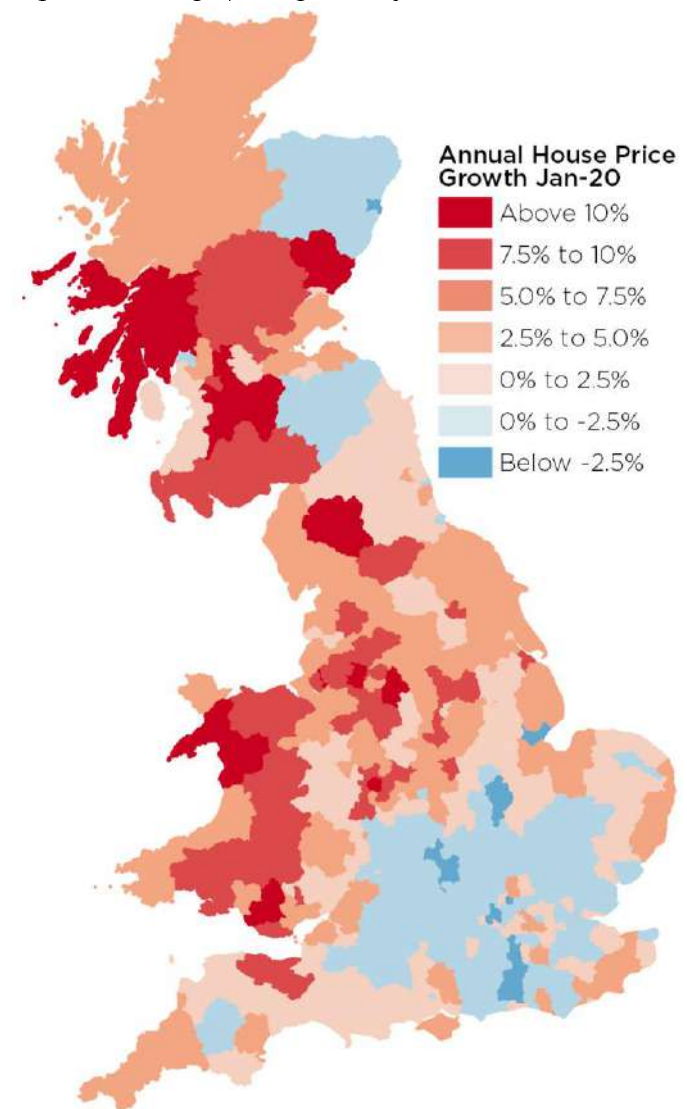 Annual House Price
Growth Jan-20
Above 10%
7.5% to 10%
5.0% to 7.5%
2.5% to 5.0%
0% to 2.5%
0% to -2.5%
Below -2.5%